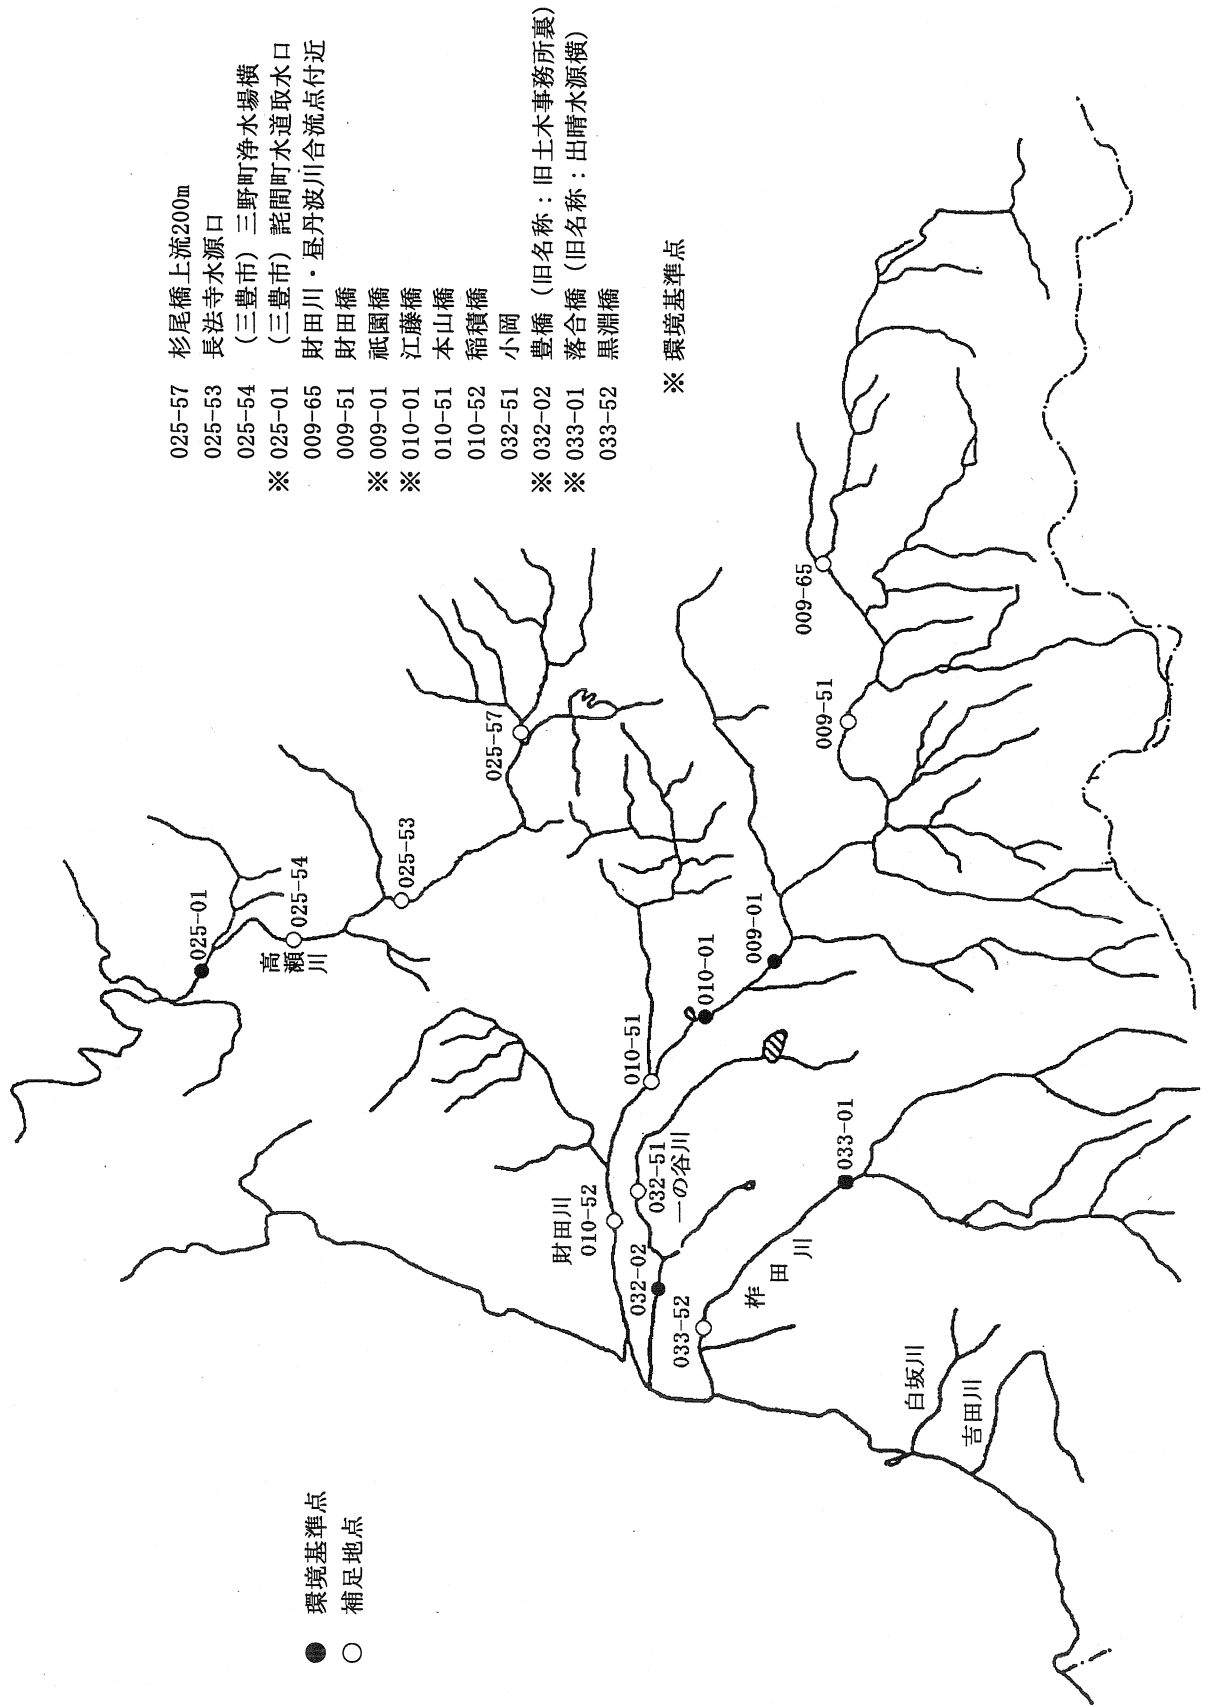 025-57 杉尾橋上流200m
025-53 長法寺水源口
025-54 （三豊市）三野町浄水場横
※ 025-01 （三豊市）詫間町水道取水口
009-65 財田川・昼丹波川合流点付近
009-51 財田橋
※ 009-01 祇園橋
※ 010-01 江藤橋
010-51 本山橋
010-52 稲積橋
032-51 小岡
※ 032-02 豊橋（旧名称：旧土木事務所裏）
※ 033-01 落合橋（旧名称：出晴水源横）
033-52 黒淵橋
※ 環境基準点
025-01
025-54
高瀬川
025-53
025-57
財田川
010-52
010-51
010-01
009-01
009-51
009-65
032-02
032-51
一の谷川
033-52
033-01
柞田川
白坂川
吉田川
● 環境基準点
○ 補足地点